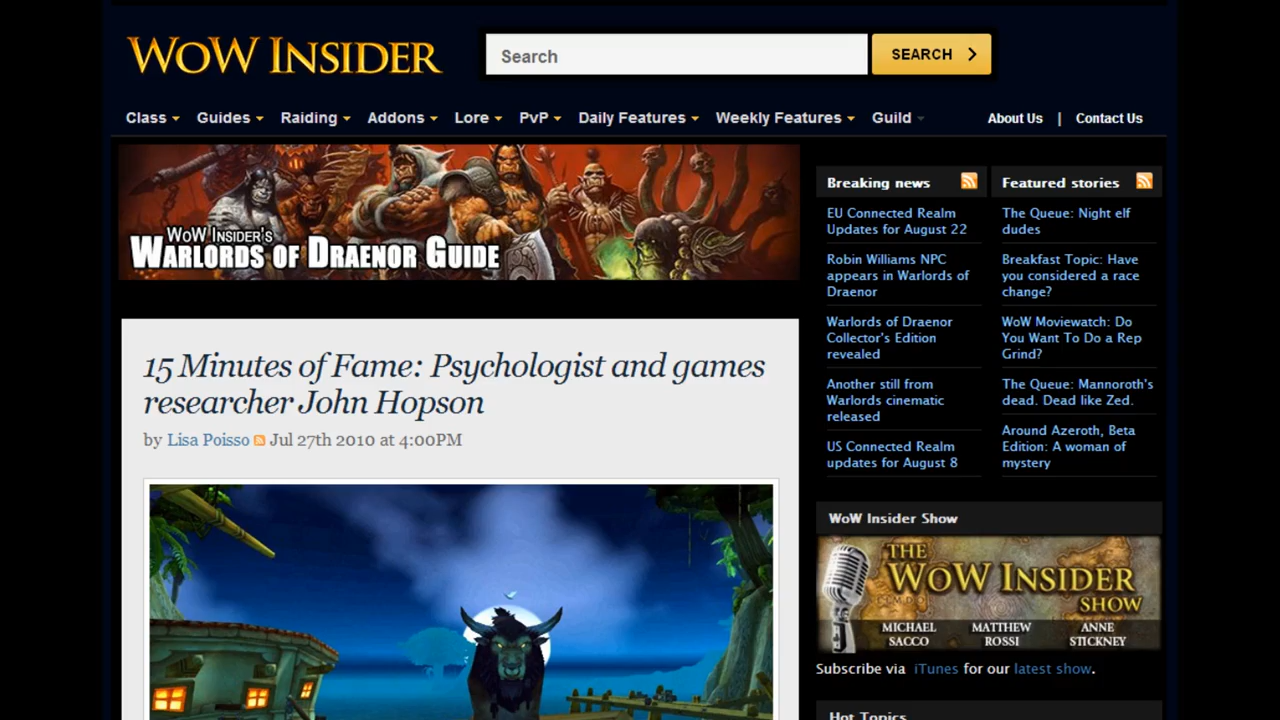 WoW Insider
Search
SEARCH
Class Guides Raiding Addons Lore PvP Daily Features Weekly Features Guild About Us | Contact Us
WoW Insider's
Warlords of Draenor Guide
15 Minutes of Fame: Psychologist and games
researcher John Hopson
by Lisa Poisso Jul 27th 2010 at 4:00PM
Breaking news
EU Connected Realm
Updates for August 22
Robin Williams NPC
appears in Warlords of
Draenor
Warlords of Draenor
Collector's Edition
revealed
Another still from
Warlords cinematic
released
US Connected Realm
updates for August 8
Featured stories
The Queue: Night elf
dudes
Breakfast Topic: Have
you considered a race
change?
WoW Moviewatch: Do
You Want To Do a Rep
Grind?
The Queue: Mannoroth's
dead. Dead like Zed.
Around Azeroth, Beta
Edition: A woman of
mystery
WoW Insider Show
THE
WoW INSIDER
SHOW
MICHAEL
SACCO
MATTHEW
ROSSI
ANNE
STICKNEY
Subscribe via iTunes for our latest show.
Hot Topics